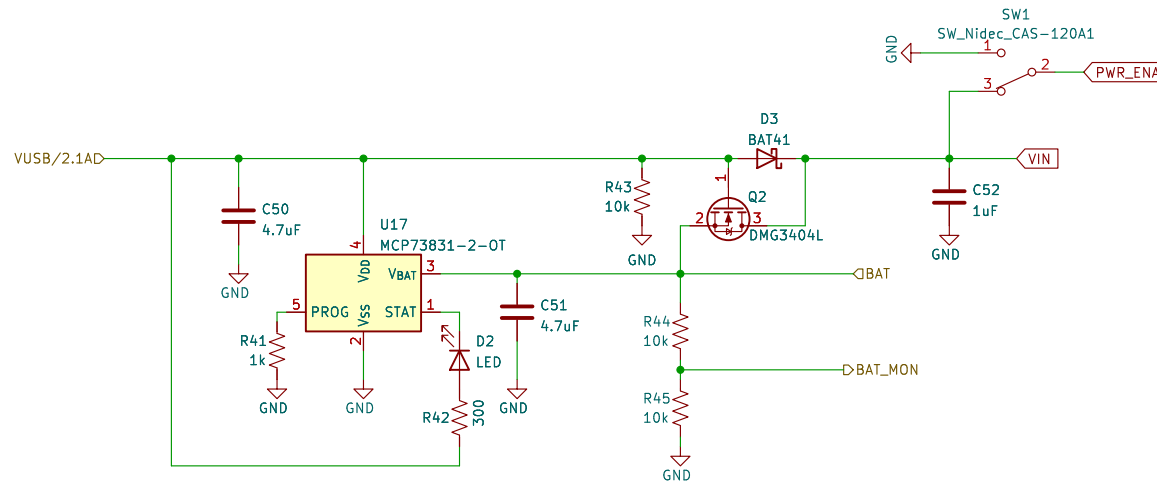 SW1
SW_Nidec_CAS-120A1
GND
1
2
PWR_ENA
3
D3
BAT41
VUSB/2.1A
VIN
1
R43
10k
Q2
C52
1uF
C50
4.7uF
2
3
DMG3404L
U17
MCP73831-2-OT
4
GND
GND
VDD
VBAT
3
BAT
GND
5
PROG
VSS
STAT
1
C51
4.7uF
R44
10k
R41
1k
2
D2
LED
BAT_MON
GND
GND
GND
R42
300
R45
10k
GND